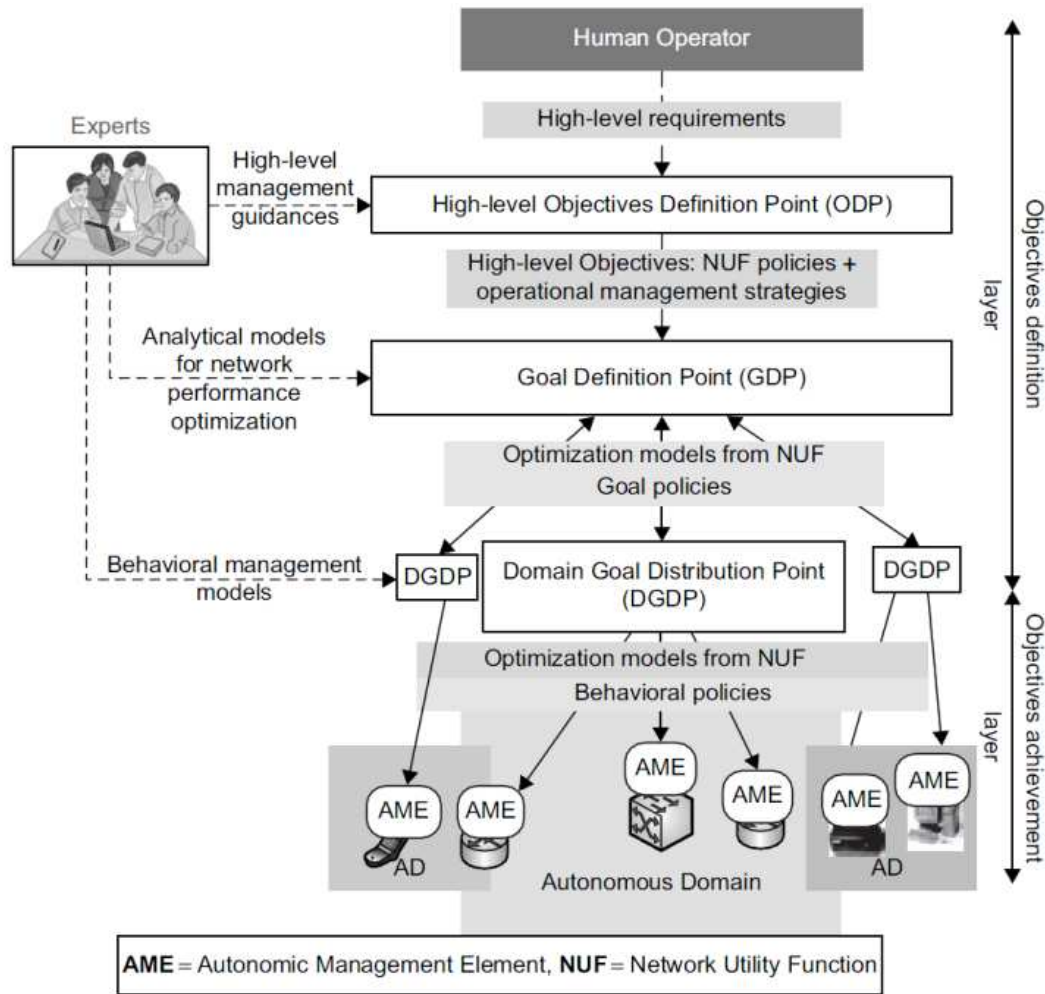 Human Operator
High-level requirements
Experts
High-level
management
guidances
High-level Objectives Definition Point (ODP)
High-level Objectives: NUF policies +
operational management strategies
Analytical models
for network
performance
optimization
Goal Definition Point (GDP)
Optimization models from NUF
Goal policies
Behavioral management
models
DGDP
Domain Goal Distribution Point
(DGDP)
DGDP
Optimization models from NUF
Behavioral policies
AME
AME
AME
AME
AME
AME
AD
Autonomous Domain
AD
Objectives definition
layer
Objectives achievement
layer
AME = Autonomic Management Element, NUF = Network Utility Function